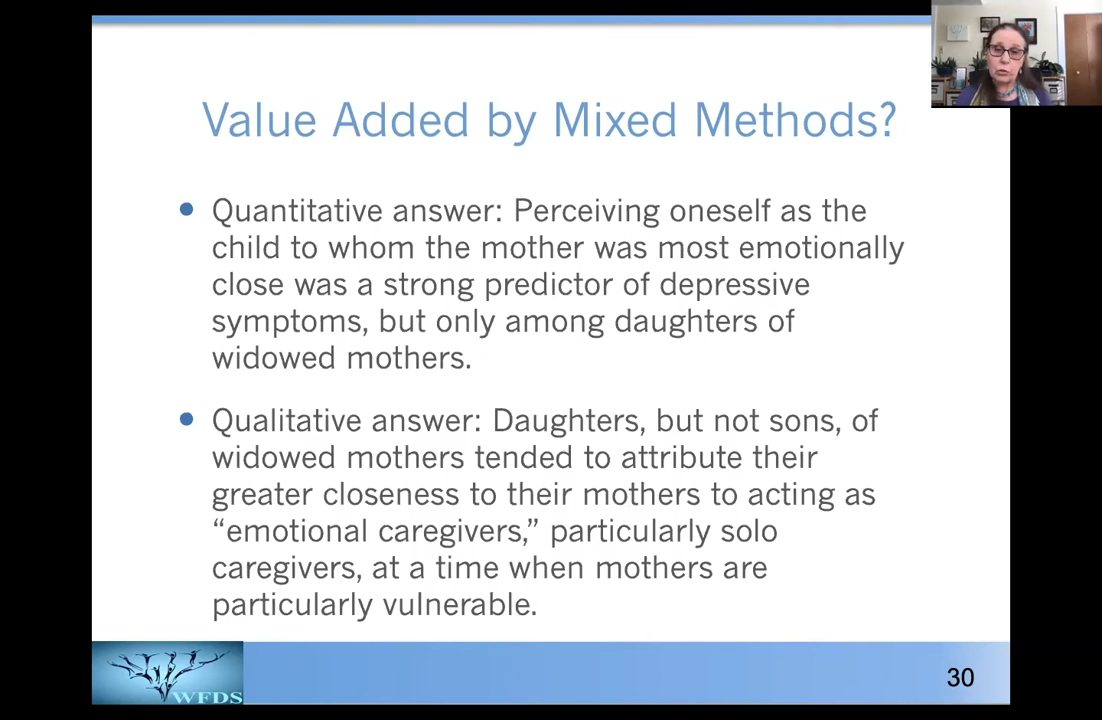 Value Added by Mixed Methods?
• Quantitative answer: Perceiving oneself as the
child to whom the mother was most emotionally
close was a strong predictor of depressive
symptoms, but only among daughters of
widowed mothers.
• Qualitative answer: Daughters, but not sons, of
widowed mothers tended to attribute their
greater closeness to their mothers to acting as
“emotional caregivers,” particularly solo
caregivers, at a time when mothers are
particularly vulnerable.
WFDS
30